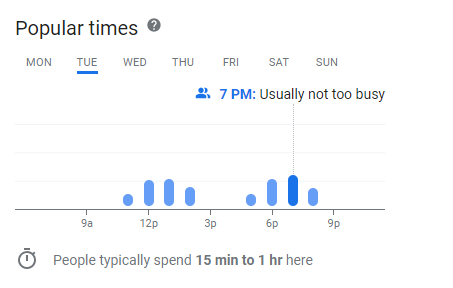 Popular times
MON TUE WED THU FRI SAT SUN
7 PM: Usually not too busy
9a 12p 3p 6p 9p
People typically spend 15 min to 1 hr here